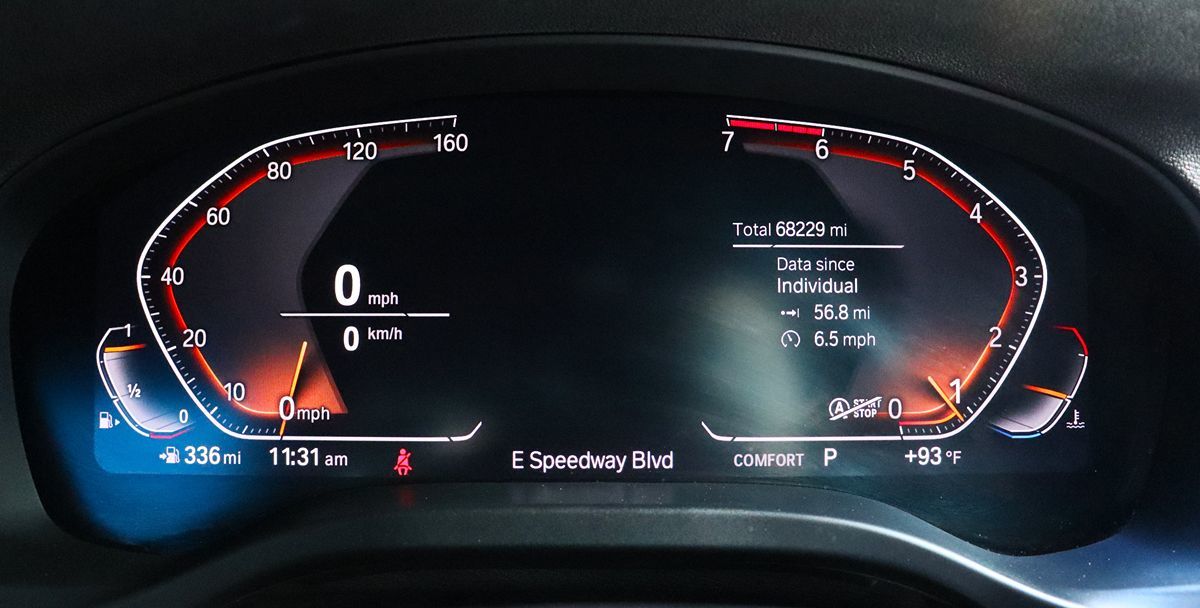 160
120
80
60
40
20
10
0mph
0 mph
0 km/h
1
½
0
336 mi
11:31 am
E Speedway Blvd
7
6
5
4
3
2
1
0
Total 68229 mi
Data since
Individual
56.8 mi
6.5 mph
A START
STOP
COMFORT P
+93 °F